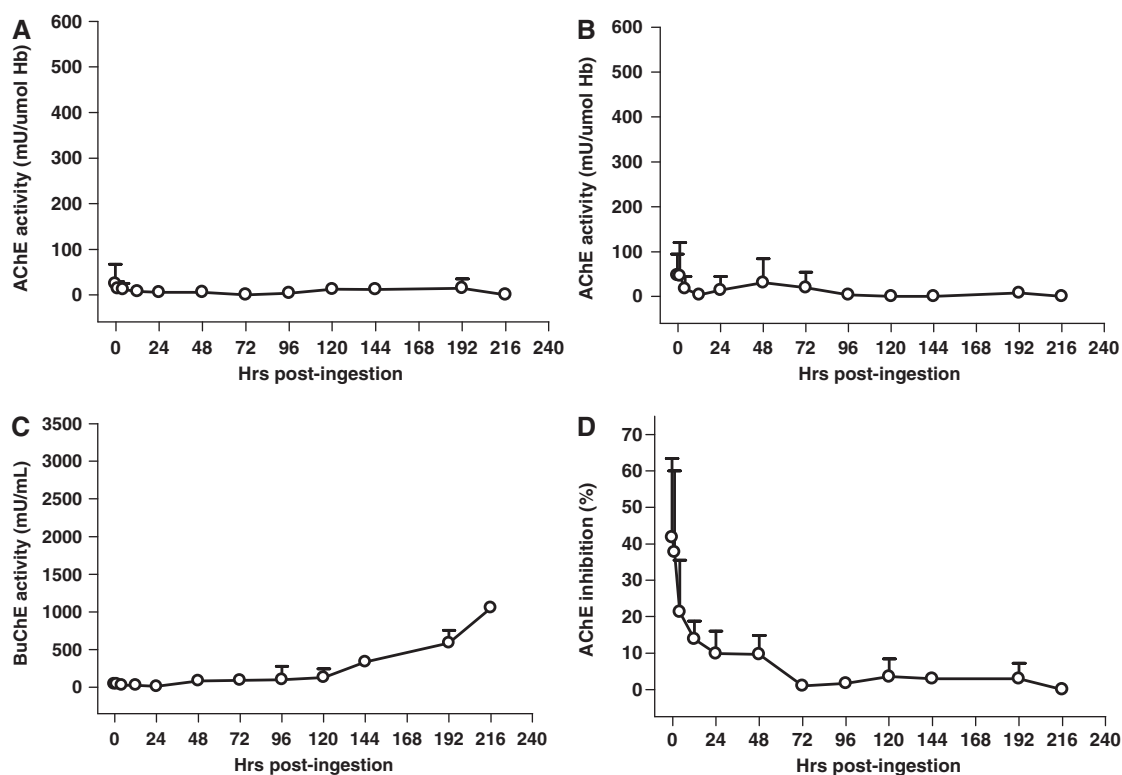 A
AChE activity (mU/umol Hb)
600
500
400
300
200
100
0
0 24 48 72 96 120 144 168 192 216 240
Hrs post-ingestion
B
AChE activity (mU/umol Hb)
600
500
400
300
200
100
0
0 24 48 72 96 120 144 168 192 216 240
Hrs post-ingestion
C
BuChE activity (mU/mL)
3500
3000
2500
2000
1500
1000
500
0
0 24 48 72 96 120 144 168 192 216 240
Hrs post-ingestion
D
AChE inhibition (%)
70
60
50
40
30
20
10
0
0 24 48 72 96 120 144 168 192 216 240
Hrs post-ingestion